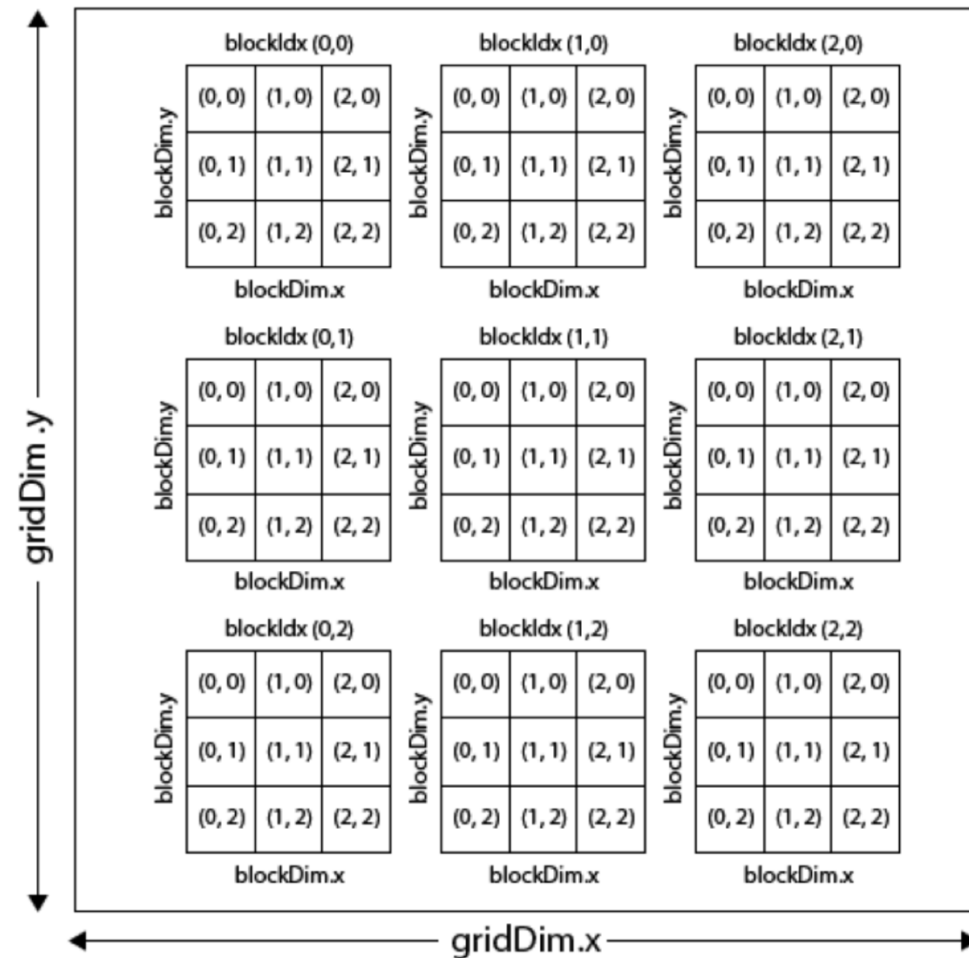 blockIdx (0,0) blockIdx (1,0) blockIdx (2,0)
blockDim.y (0, 0) (1, 0) (2, 0) blockDim.y (0, 0) (1, 0) (2, 0) blockDim.y (0, 0) (1, 0) (2, 0)
(0, 1) (1, 1) (2, 1) (0, 1) (1, 1) (2, 1) (0, 1) (1, 1) (2, 1)
(0, 2) (1, 2) (2, 2) (0, 2) (1, 2) (2, 2) (0, 2) (1, 2) (2, 2)
blockDim.x blockDim.x blockDim.x
blockIdx (0,1) blockIdx (1,1) blockIdx (2,1)
blockDim.y (0, 0) (1, 0) (2, 0) blockDim.y (0, 0) (1, 0) (2, 0) blockDim.y (0, 0) (1, 0) (2, 0)
(0, 1) (1, 1) (2, 1) (0, 1) (1, 1) (2, 1) (0, 1) (1, 1) (2, 1)
(0, 2) (1, 2) (2, 2) (0, 2) (1, 2) (2, 2) (0, 2) (1, 2) (2, 2)
blockDim.x blockDim.x blockDim.x
gridDim .y
blockIdx (0,2) blockIdx (1,2) blockIdx (2,2)
blockDim.y (0, 0) (1, 0) (2, 0) blockDim.y (0, 0) (1, 0) (2, 0) blockDim.y (0, 0) (1, 0) (2, 0)
(0, 1) (1, 1) (2, 1) (0, 1) (1, 1) (2, 1) (0, 1) (1, 1) (2, 1)
(0, 2) (1, 2) (2, 2) (0, 2) (1, 2) (2, 2) (0, 2) (1, 2) (2, 2)
blockDim.x blockDim.x blockDim.x
gridDim.x